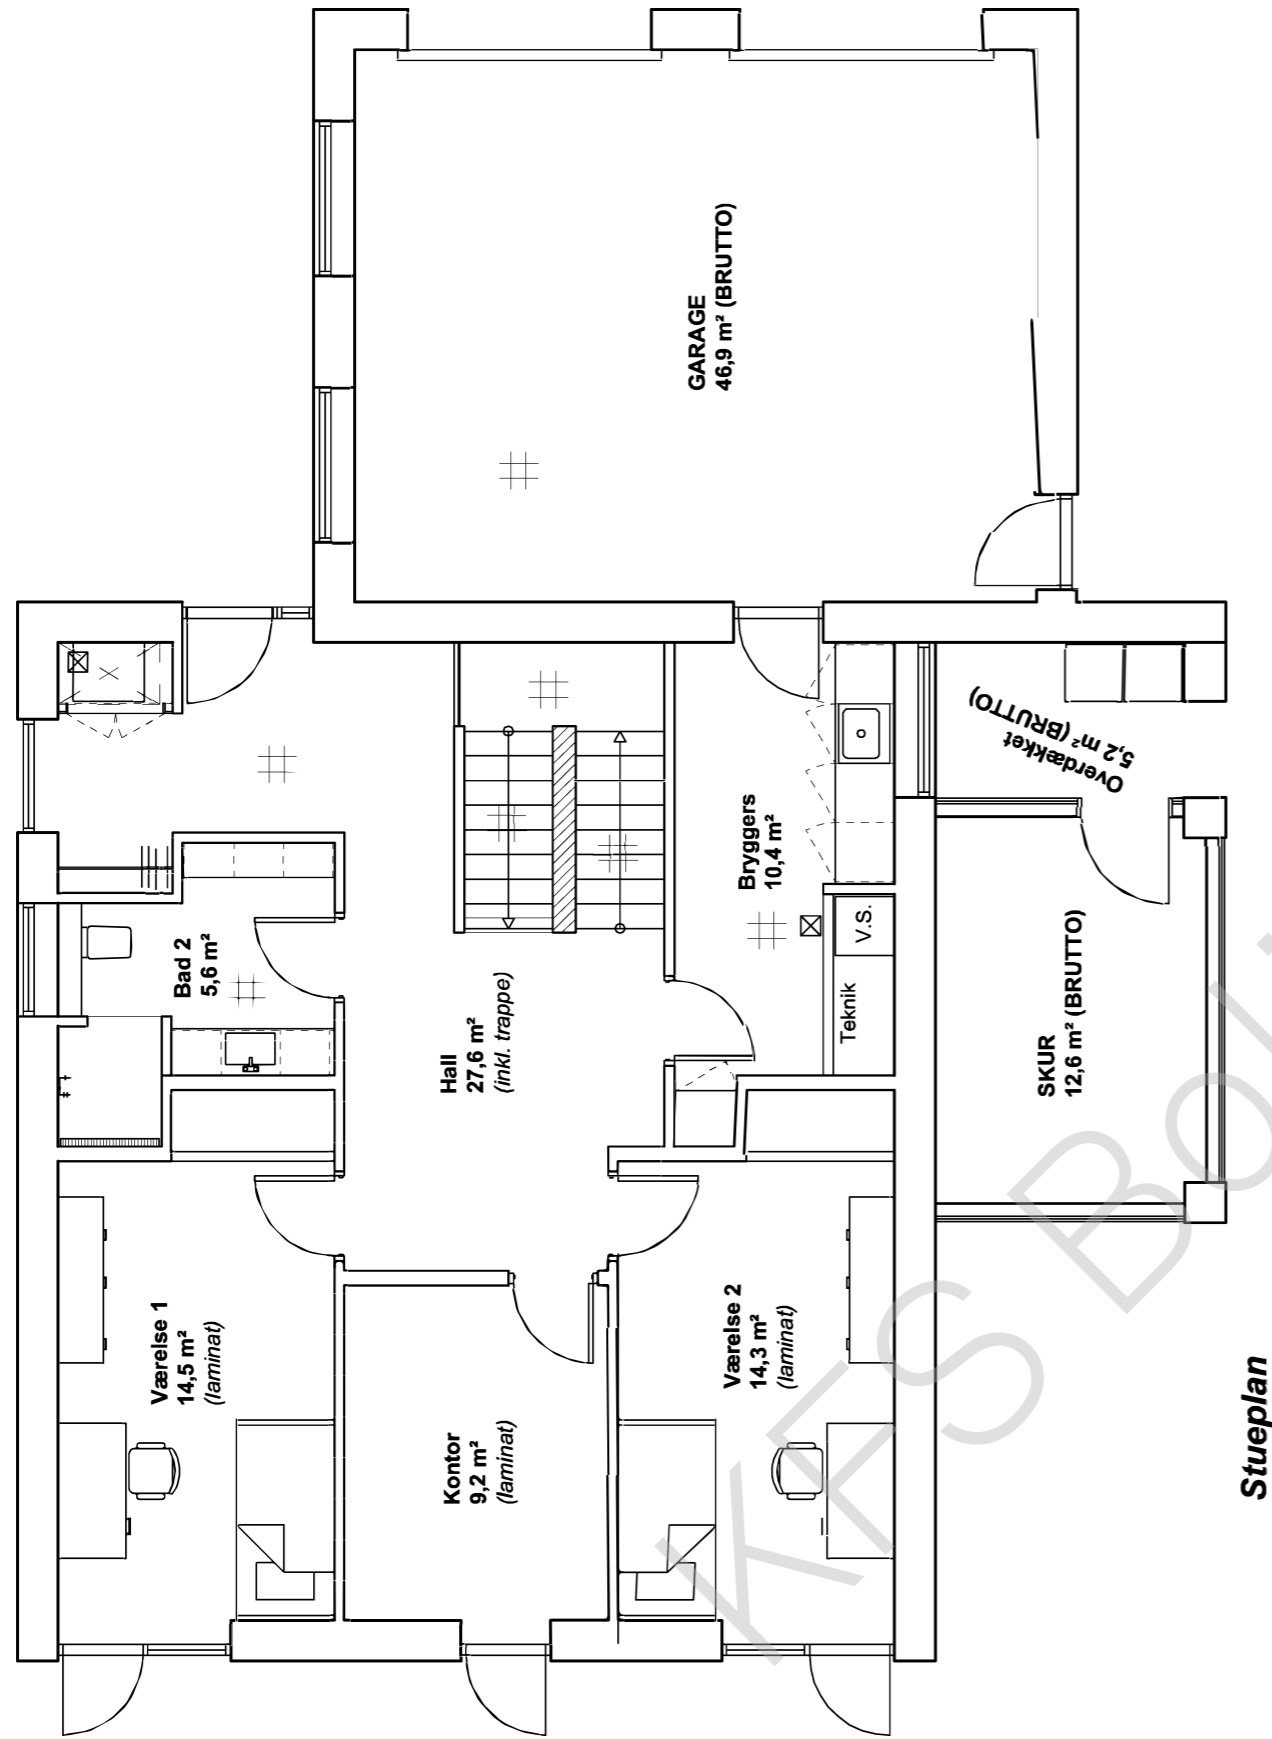 GARAGE
46,9 m² (BRUTTO)
Overdækket
5,2 m² (BRUTTO)
Bryggers
10,4 m²
V.S.
Teknik
SKUR
12,6 m² (BRUTTO)
Bad 2
5,6 m²
Hall
27,6 m²
(inkl. trappe)
Værelse 1
14,5 m²
(laminat)
Kontor
9,2 m²
(laminat)
Værelse 2
14,3 m²
(laminat)
Stueplan
KFS Boli